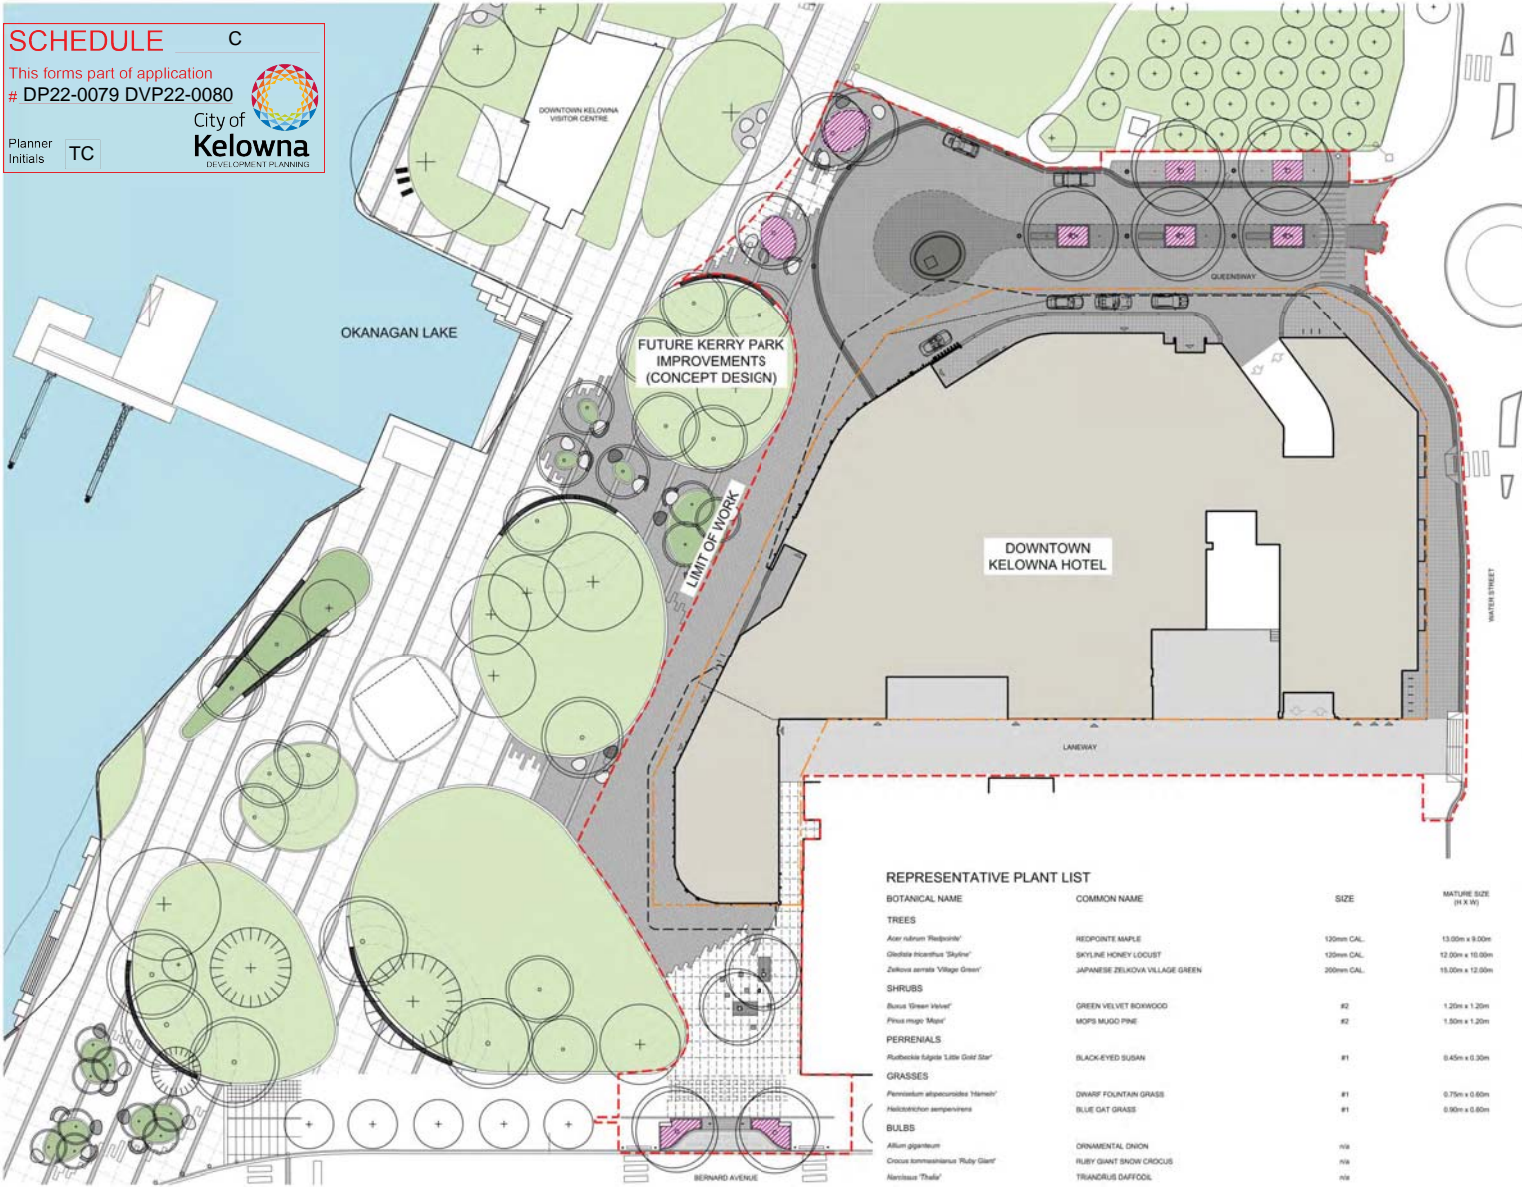 SCHEDULE C
This forms part of application
# DP22-0079 DVP22-0080
City of
Kelowna
DEVELOPMENT PLANNING
Planner
Initials TC
DOWNTOWN KELOWNA
VISITOR CENTRE
OKANAGAN LAKE
QUEENSWAY
FUTURE KERRY PARK
IMPROVEMENTS
(CONCEPT DESIGN)
LIMIT OF WORK
DOWNTOWN
KELOWNA HOTEL
WATER STREET
LANEWAY
BERNARD AVENUE
REPRESENTATIVE PLANT LIST
BOTANICAL NAME COMMON NAME SIZE MATURE SIZE
(H X W)
TREES
Acer rubrum 'Redpointe' REDPOINTE MAPLE 120mm CAL. 13.00m x 9.00m
Gledista tricanthus 'Skyline' SKYLINE HONEY LOCUST 120mm CAL. 12.00m x 10.00m
Zelkova serrata 'Village Green' JAPANESE ZELKOVA VILLAGE GREEN 200mm CAL. 15.00m x 12.00m
SHRUBS
Buxus 'Green Velvet' GREEN VELVET BOXWOOD #2 1.20m x 1.20m
Pinus mugo 'Mops' MOPS MUGO PINE #2 1.50m x 1.20m
PERRENIALS
Rudbeckia fulgida 'Little Gold Star' BLACK-EYED SUSAN #1 0.45m x 0.30m
GRASSES
Pennisetum alopecuroides 'Hameln' DWARF FOUNTAIN GRASS #1 0.75m x 0.60m
Helictotrichon sempervirens BLUE OAT GRASS #1 0.90m x 0.60m
BULBS
Allium giganteum ORNAMENTAL ONION n/a
Crocus tommasinianus 'Ruby Giant' RUBY GIANT SNOW CROCUS n/a
Narcissus 'Thalia' TRIANDRUS DAFFODIL n/a